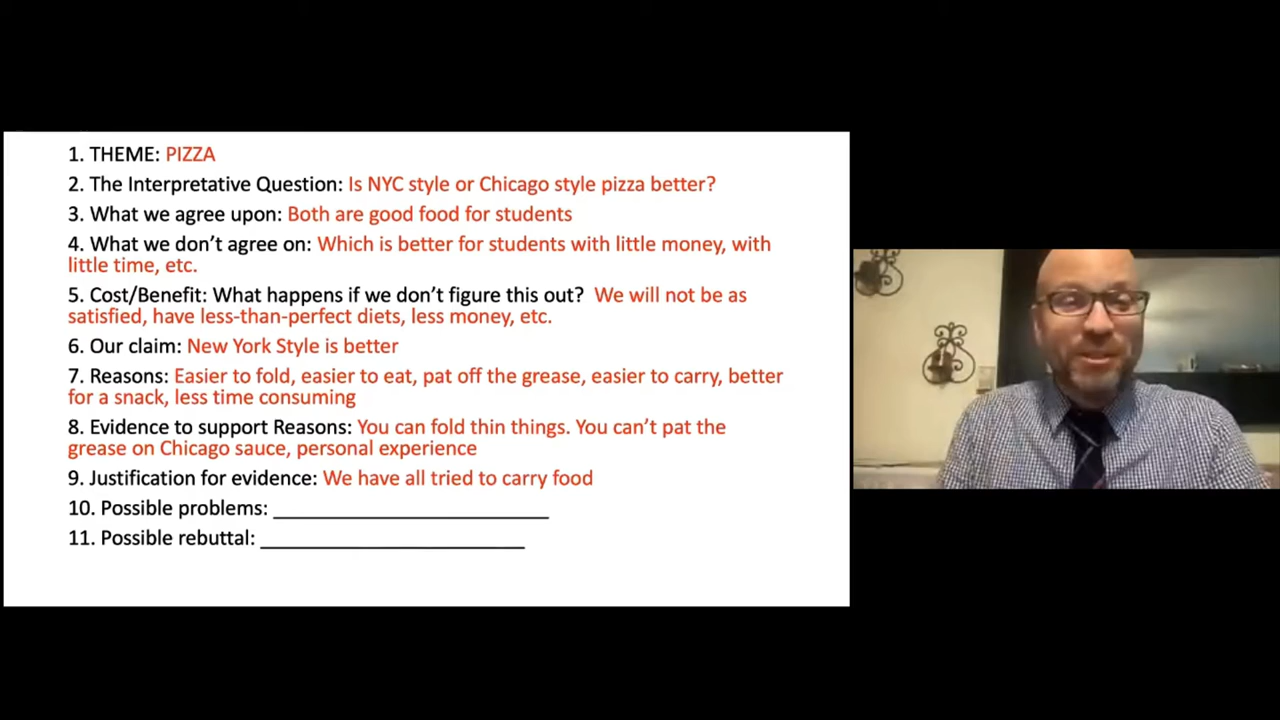 1. THEME: PIZZA
2. The Interpretative Question: Is NYC style or Chicago style pizza better?
3. What we agree upon: Both are good food for students
4. What we don’t agree on: Which is better for students with little money, with
little time, etc.
5. Cost/Benefit: What happens if we don’t figure this out?  We will not be as
satisfied, have less-than-perfect diets, less money, etc.
6. Our claim: New York Style is better
7. Reasons: Easier to fold, easier to eat, pat off the grease, easier to carry, better
for a snack, less time consuming
8. Evidence to support Reasons: You can fold thin things. You can’t pat the
grease on Chicago sauce, personal experience
9. Justification for evidence: We have all tried to carry food
10. Possible problems: ___________________________
11. Possible rebuttal: _________________________